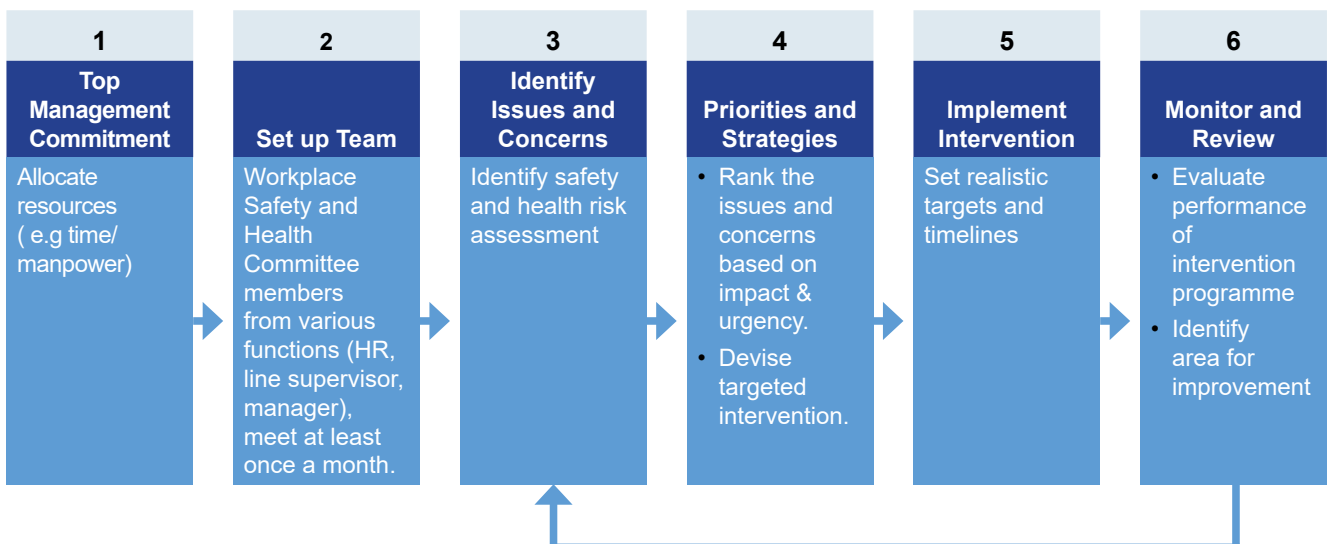 1
Top
Management
Commitment
Allocate
resources
( e.g time/
manpower)
2
Set up Team
Workplace
Safety and
Health
Committee
members
from various
functions (HR,
line supervisor,
manager),
meet at least
once a month.
3
Identify
Issues and
Concerns
Identify safety
and health risk
assessment
4
Priorities and
Strategies
• Rank the
issues and
concerns
based on
impact &
urgency.
• Devise
targeted
intervention.
5
Implement
Intervention
Set realistic
targets and
timelines
6
Monitor and
Review
• Evaluate
performance
of
intervention
programme
• Identify
area for
improvement